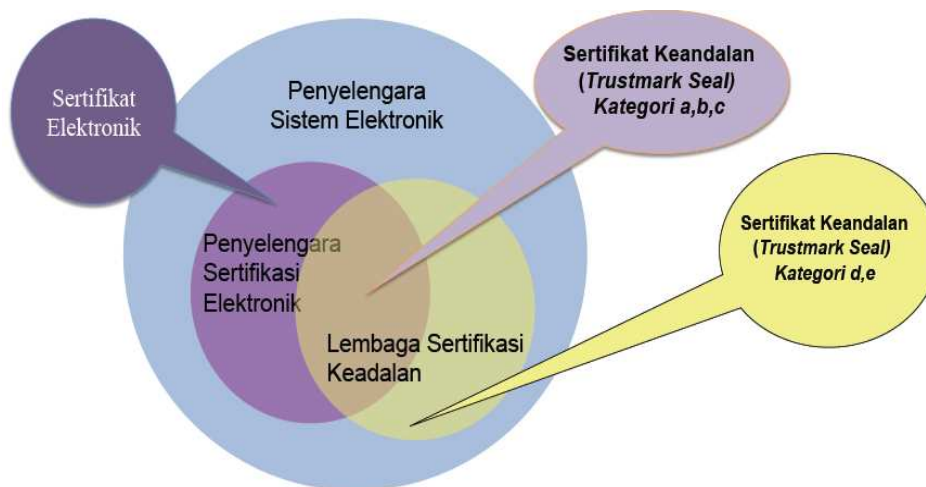 Sertifikat
Elektronik
Penyelengara
Sistem Elektronik
Sertifikat Keandalan
(Trustmark Seal)
Kategori a,b,c
Sertifikat Keandalan
(Trustmark Seal)
Kategori d,e
Penyelengara
Sertifikasi
Elektronik
Lembaga Sertifikasi
Keadalan